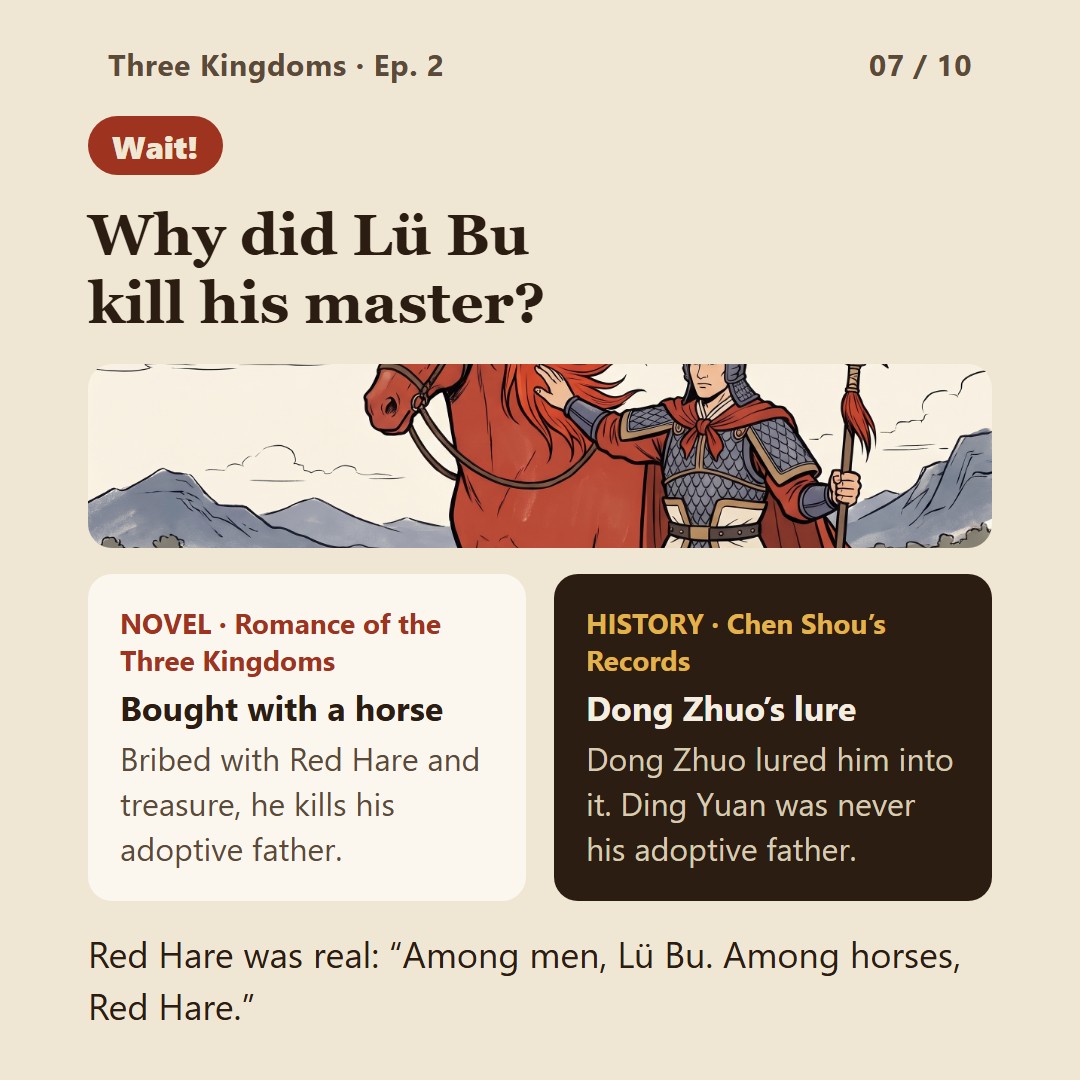 Three Kingdoms · Ep. 2
07 / 10
Wait!
Why did Lü Bu
kill his master?
NOVEL · Romance of the
Three Kingdoms
Bought with a horse
Bribed with Red Hare and
treasure, he kills his
adoptive father.
HISTORY · Chen Shou’s
Records
Dong Zhuo’s lure
Dong Zhuo lured him into
it. Ding Yuan was never
his adoptive father.
Red Hare was real: “Among men, Lü Bu. Among horses,
Red Hare.”